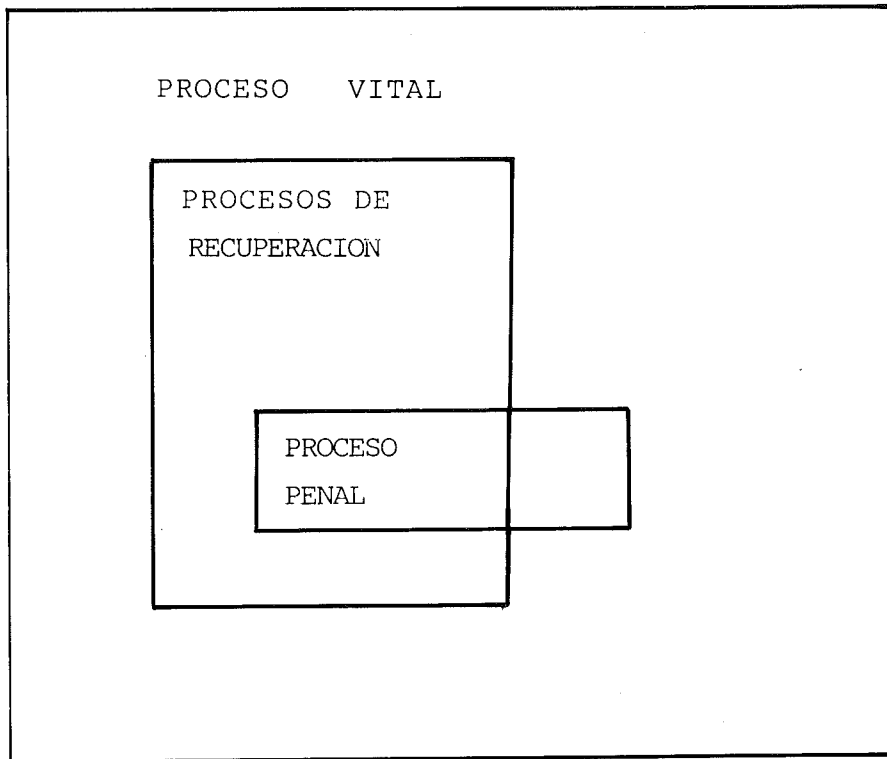 PROCESO VITAL
PROCESOS DE
RECUPERACION
PROCESO
PENAL